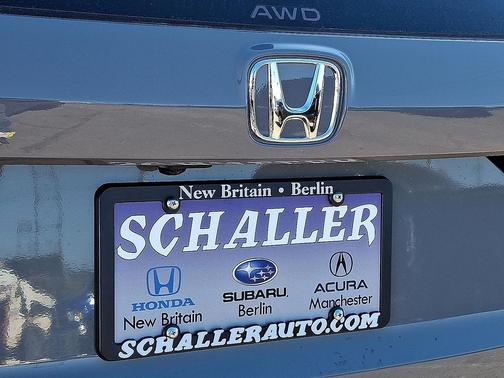 AWD
New Britain • Berlin
SCHALLER
HONDA SUBARU. ACURA
New Britain Berlin Manchester
SCHALLERAUTO.COM